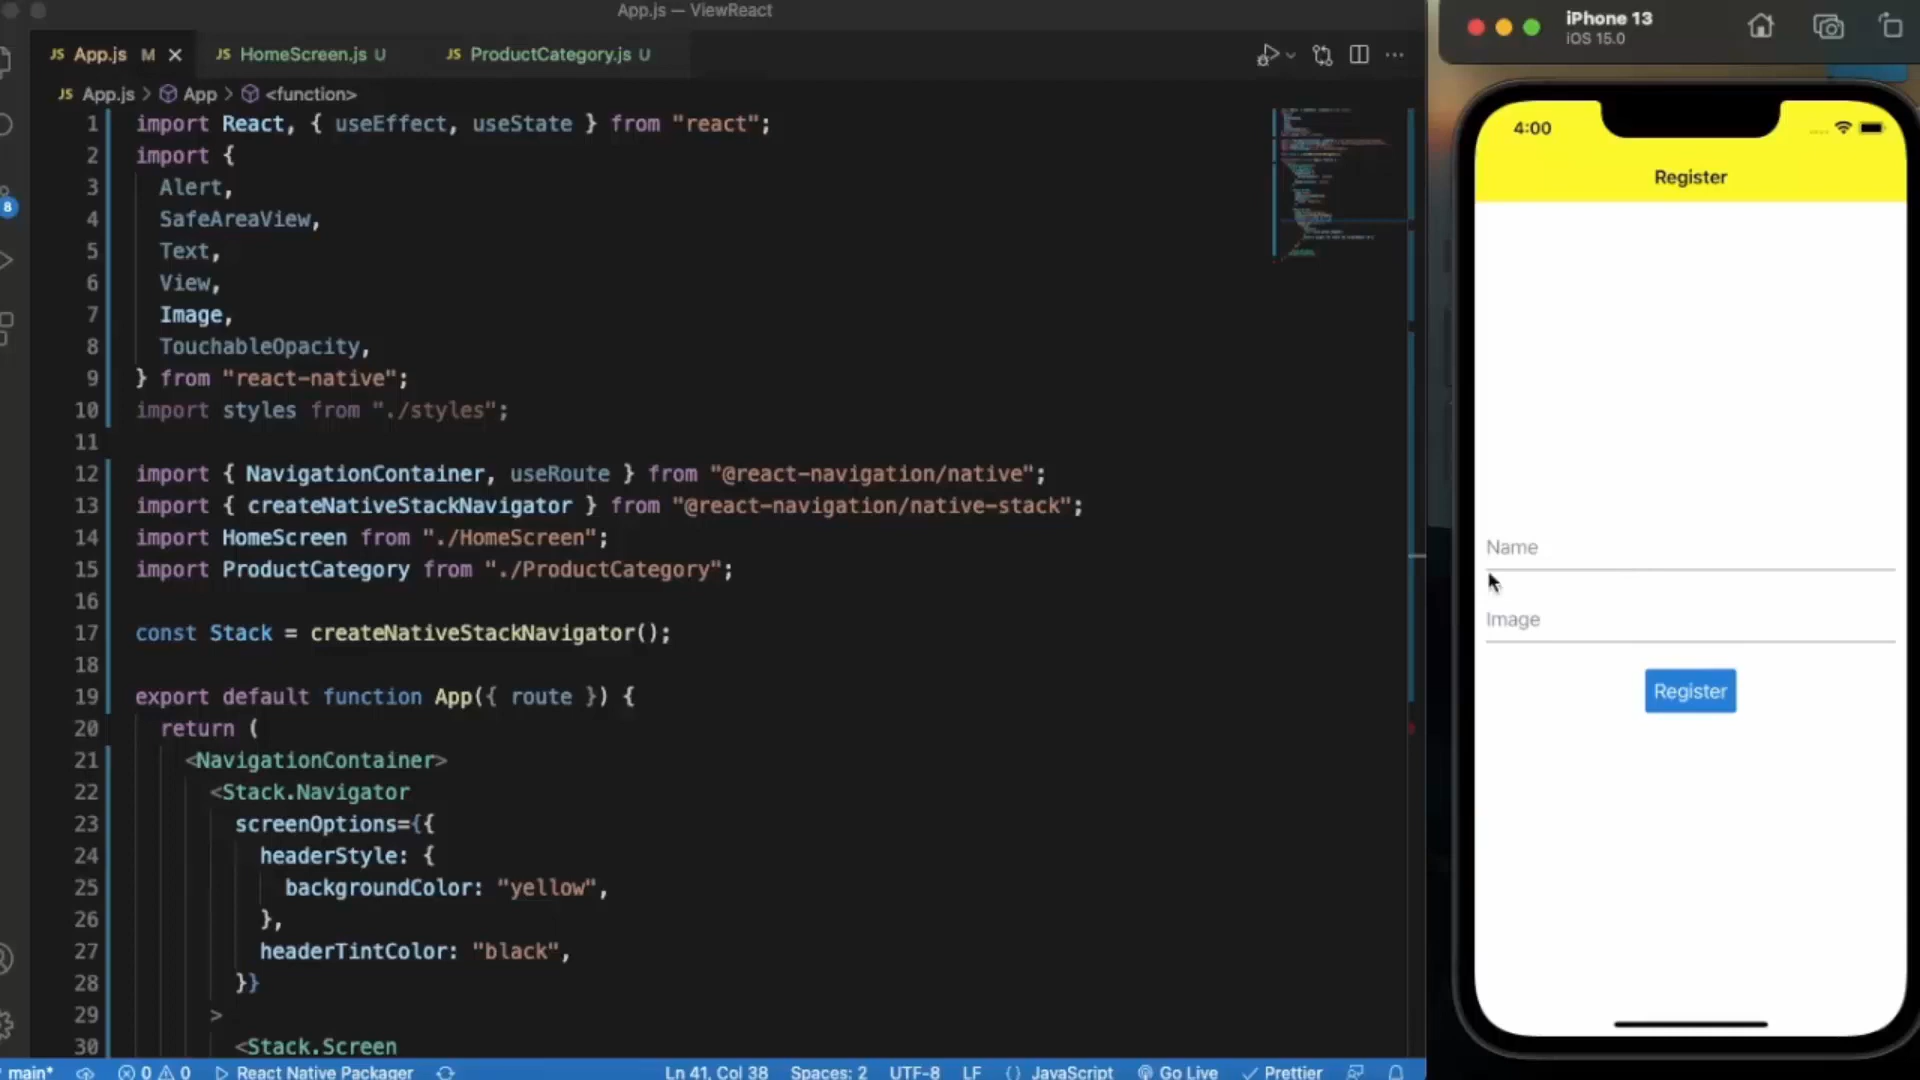 App.js — ViewReact
JS App.js M
JS HomeScreen.js U
JS ProductCategory.js U
JS App.js > App > <function>
1 import React, { useEffect, useState } from "react";
2 import {
3 Alert,
4 SafeAreaView,
5 Text,
6 View,
7 Image,
8 TouchableOpacity,
9 } from "react-native";
10 import styles from "./styles";
11
12 import { NavigationContainer, useRoute } from "@react-navigation/native";
13 import { createNativeStackNavigator } from "@react-navigation/native-stack";
14 import HomeScreen from "./HomeScreen";
15 import ProductCategory from "./ProductCategory";
16
17 const Stack = createNativeStackNavigator();
18
19 export default function App({ route }) {
20 return (
21 <NavigationContainer>
22 <Stack.Navigator
23 screenOptions={{
24 headerStyle: {
25 backgroundColor: "yellow",
26 },
27 headerTintColor: "black",
28 }}
29 >
30 <Stack.Screen
8
main* 0 0 React Native Packager Ln 41, Col 38 Spaces: 2 UTF-8 LF {} JavaScript Go Live Prettier
iPhone 13
iOS 15.0
4:00
Register
Name
Image
Register